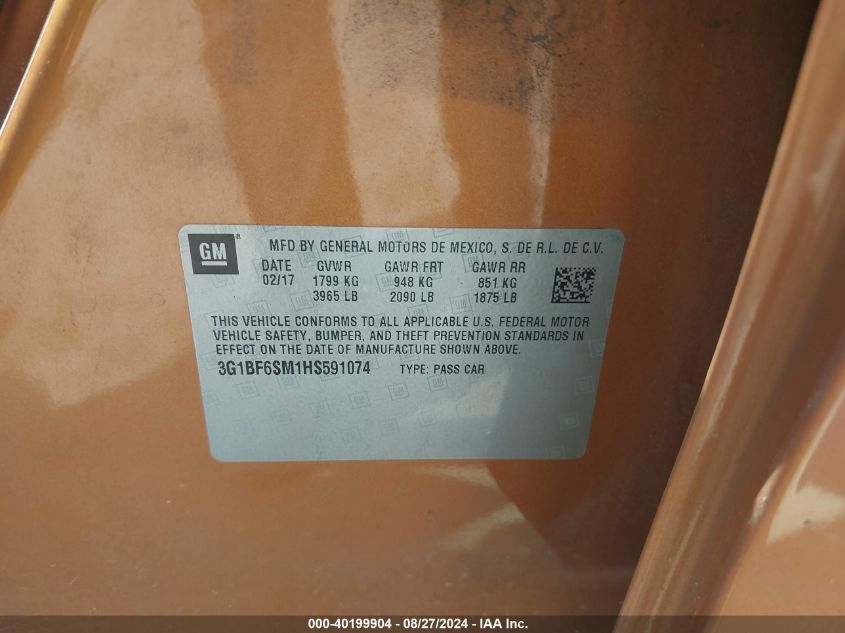 GM ®
MFD BY GENERAL MOTORS DE MEXICO, S. DE R.L. DE C.V.
DATE GVWR GAWR FRT GAWR RR
02/17 1799 KG 948 KG 851 KG
3965 LB 2090 LB 1875 LB
THIS VEHICLE CONFORMS TO ALL APPLICABLE U.S. FEDERAL MOTOR
VEHICLE SAFETY, BUMPER, AND THEFT PREVENTION STANDARDS IN
EFFECT ON THE DATE OF MANUFACTURE SHOWN ABOVE.
3G1BF6SM1HS591074 TYPE: PASS CAR
000-40199904 - 08/27/2024 - IAA Inc.